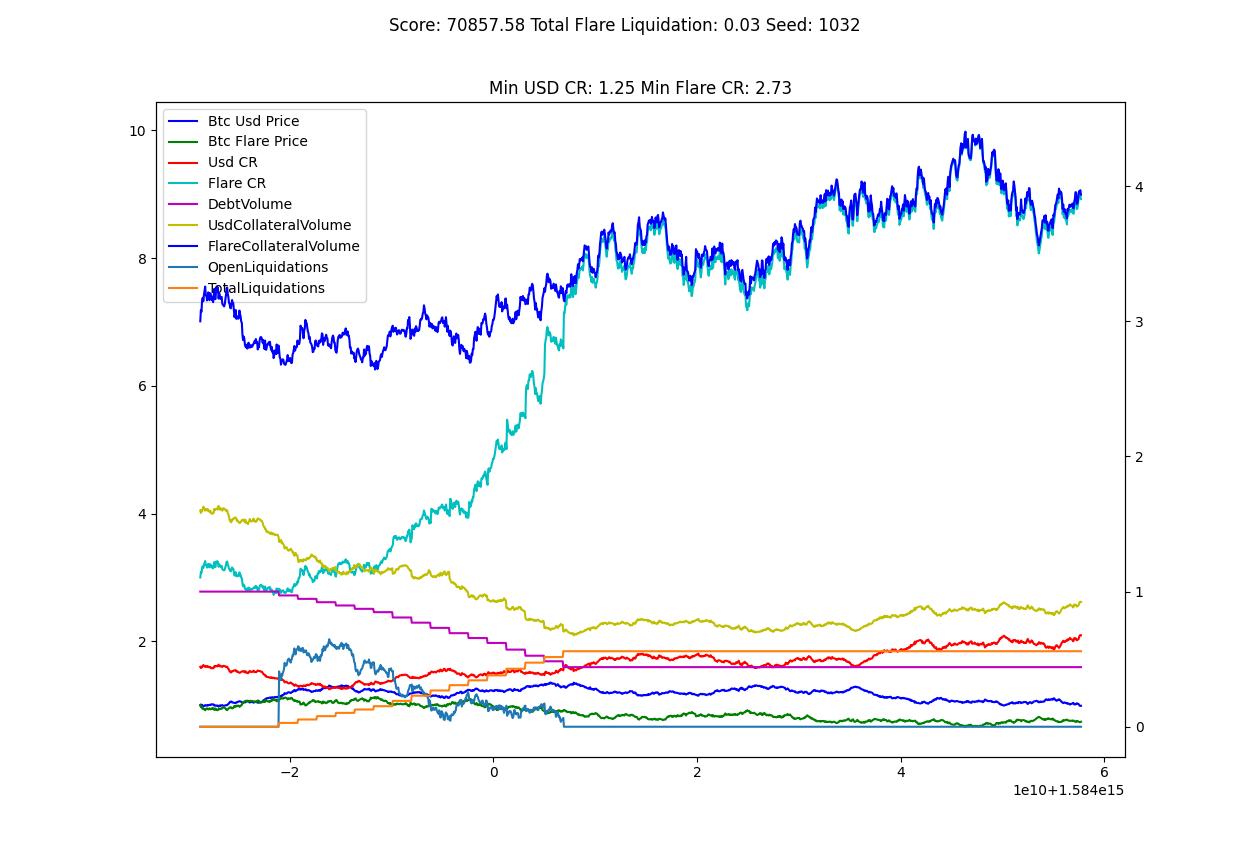 Score: 70857.58 Total Flare Liquidation: 0.03 Seed: 1032
Min USD CR: 1.25 Min Flare CR: 2.73
Btc Usd Price
Btc Flare Price
Usd CR
Flare CR
DebtVolume
UsdCollateralVolume
FlareCollateralVolume
OpenLiquidations
TotalLiquidations
10
8
6
4
2
4
3
2
1
0
−2 0 2 4 6
1e10+1.584e15